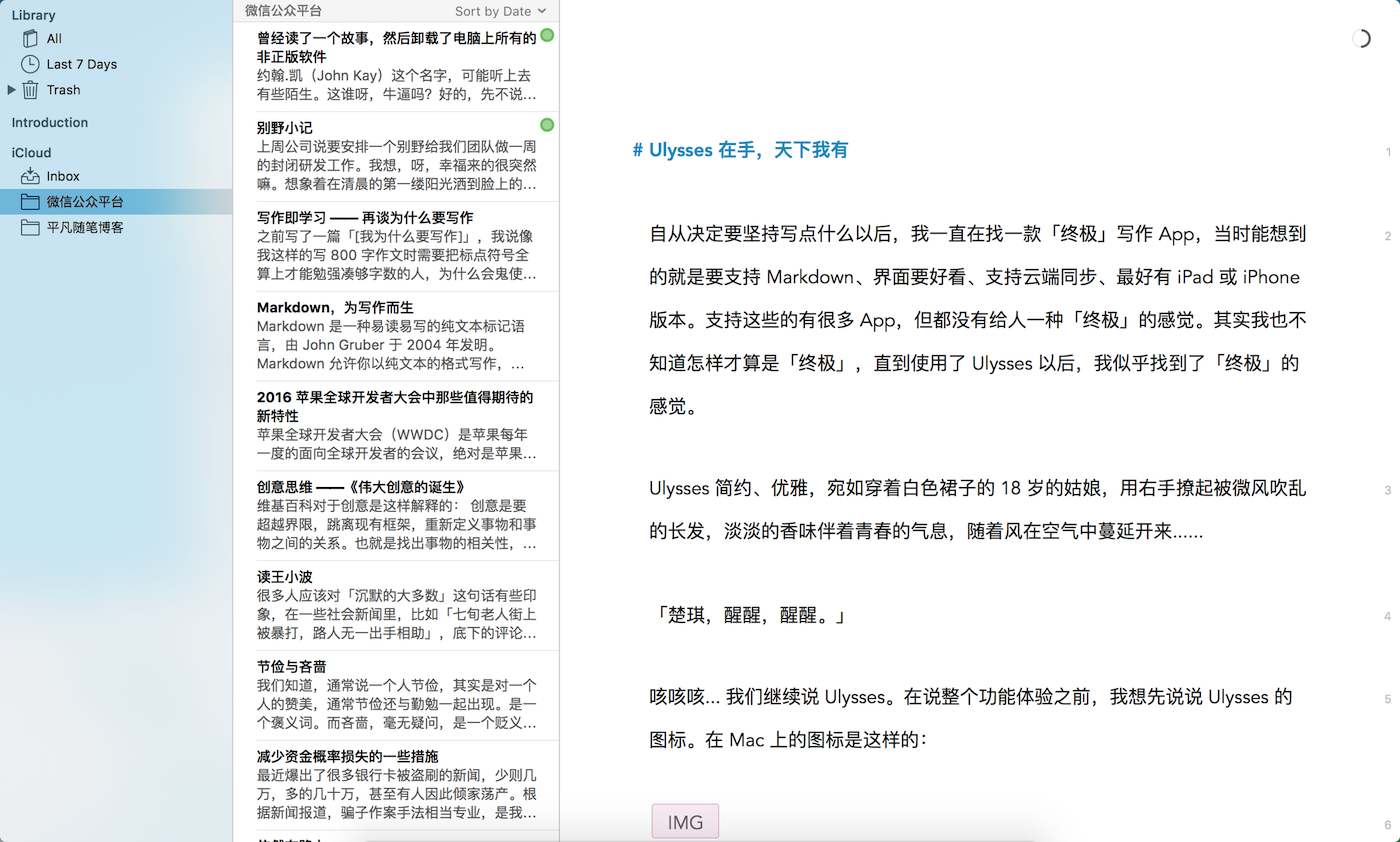 Library
All
Last 7 Days
Trash
Introduction
iCloud
Inbox
微信公众平台
平凡随笔博客
微信公众平台
Sort by Date
曾经读了一个故事，然后卸载了电脑上所有的
非正版软件
约翰.凯（John Kay）这个名字，可能听上去
有些陌生。这谁呀，牛逼吗？好的，先不说…
别野小记
上周公司说要安排一个别野给我们团队做一周
的封闭研发工作。我想，呀，幸福来的很突然
嘛。想象着在清晨的第一缕阳光洒到脸上的…
写作即学习 —— 再谈为什么要写作
之前写了一篇「[我为什么要写作]」，我说像
我这样的写 800 字作文时需要把标点符号全
算上才能勉强凑够字数的人，为什么会鬼使…
Markdown，为写作而生
Markdown 是一种易读易写的纯文本标记语
言，由 John Gruber 于 2004 年发明。
Markdown 允许你以纯文本的格式写作，…
2016 苹果全球开发者大会中那些值得期待的
新特性
苹果全球开发者大会（WWDC）是苹果每年
一度的面向全球开发者的会议，绝对是苹果…
创意思维 ——《伟大创意的诞生》
维基百科对于创意是这样解释的： 创意是要
超越界限，跳离现有框架，重新定义事物和事
物之间的关系。也就是找出事物的相关性，…
读王小波
很多人应该对「沉默的大多数」这句话有些印
象，在一些社会新闻里，比如「七旬老人街上
被暴打，路人无一出手相助」，底下的评论…
节俭与吝啬
我们知道，通常说一个人节俭，其实是对一个
人的赞美，通常节俭还与勤勉一起出现。是一
个褒义词。而吝啬，毫无疑问，是一个贬义…
减少资金概率损失的一些措施
最近爆出了很多银行卡被盗刷的新闻，少则几
万，多的几十万，甚至有人因此倾家荡产。根
据新闻报道，骗子作案手法相当专业，是我…
# Ulysses 在手，天下我有
1
自从决定要坚持写点什么以后，我一直在找一款「终极」写作 App，当时能想到
2
的就是要支持 Markdown、界面要好看、支持云端同步、最好有 iPad 或 iPhone
版本。支持这些的有很多 App，但都没有给人一种「终极」的感觉。其实我也不
知道怎样才算是「终极」，直到使用了 Ulysses 以后，我似乎找到了「终极」的
感觉。
Ulysses 简约、优雅，宛如穿着白色裙子的 18 岁的姑娘，用右手撩起被微风吹乱
3
的长发，淡淡的香味伴着青春的气息，随着风在空气中蔓延开来……
「楚琪，醒醒，醒醒。」
4
咳咳咳... 我们继续说 Ulysses。在说整个功能体验之前，我想先说说 Ulysses 的
5
图标。在 Mac 上的图标是这样的：
IMG
6